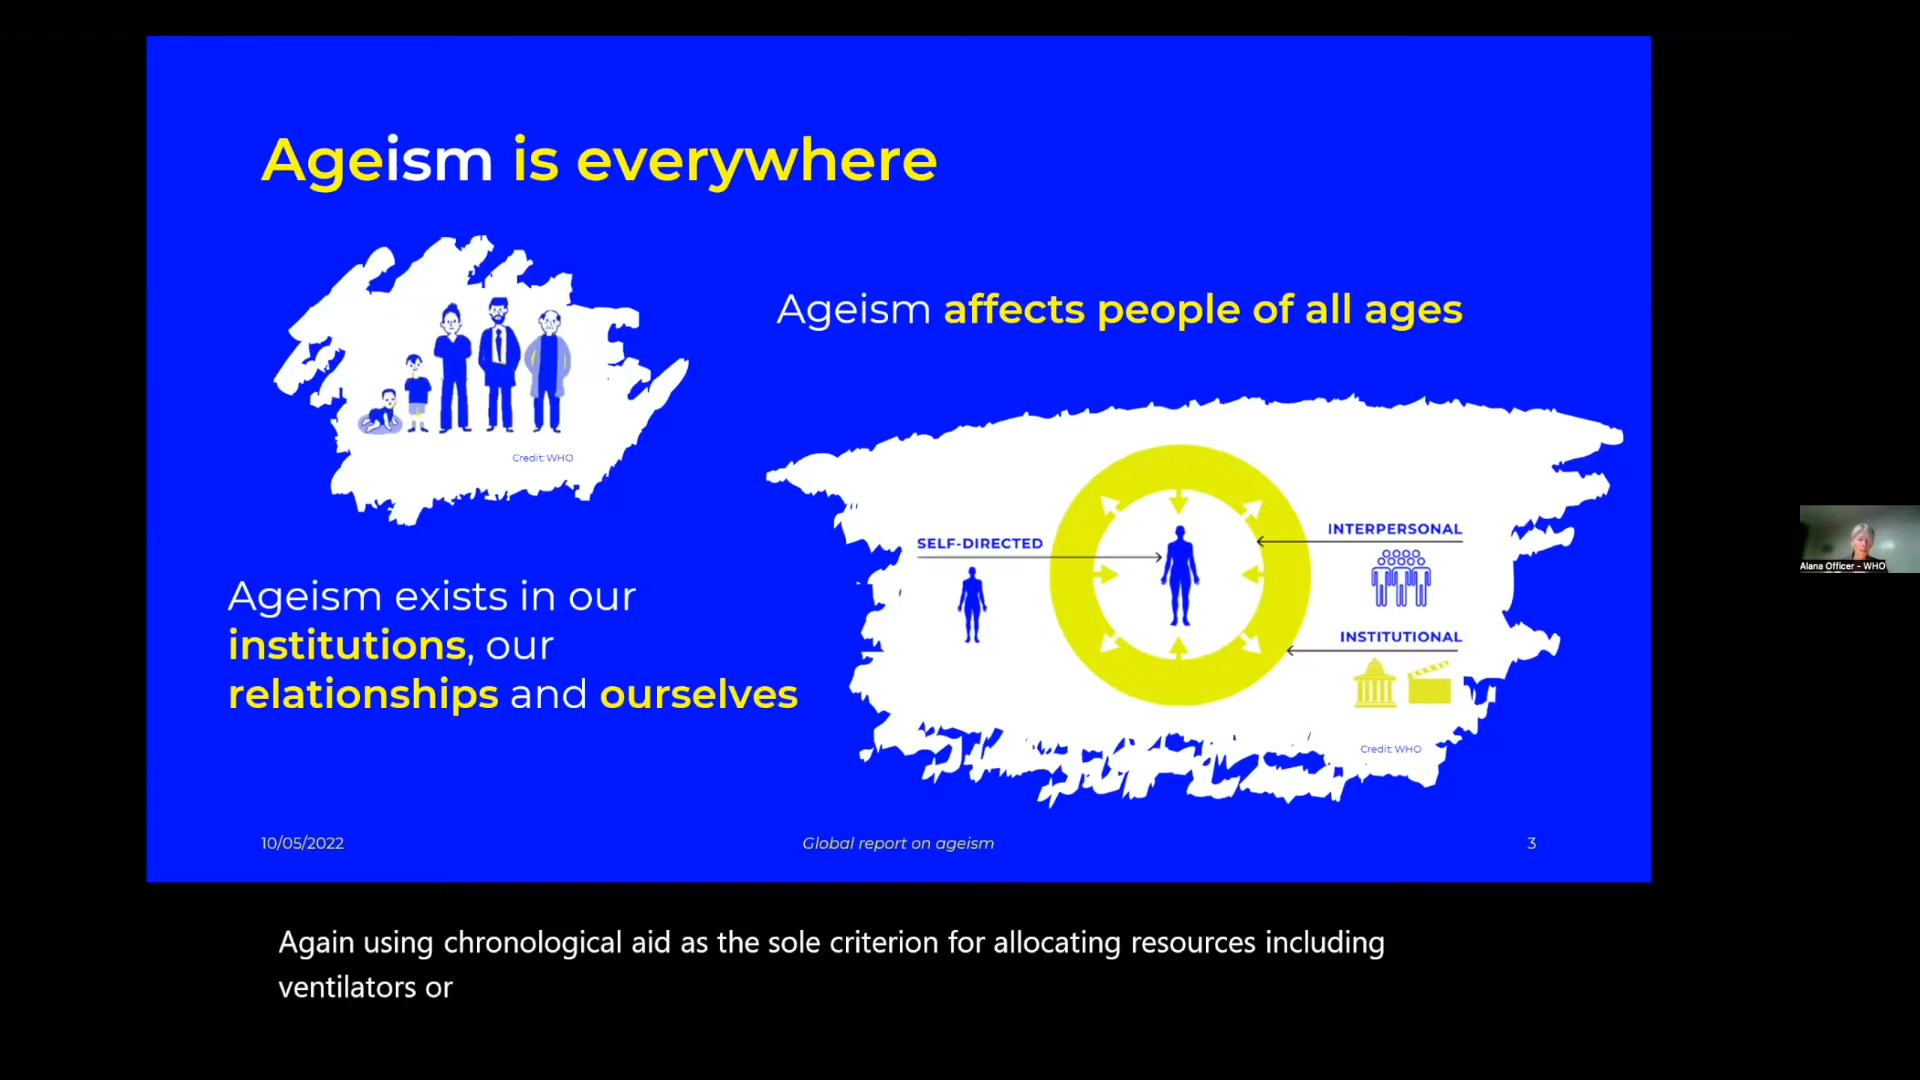 Ageism is everywhere
Credit: WHO
Ageism affects people of all ages
Ageism exists in our
institutions, our
relationships and ourselves
SELF-DIRECTED
INTERPERSONAL
INSTITUTIONAL
Credit: WHO
10/05/2022
Global report on ageism
3
Alana Officer - WHO
Again using chronological aid as the sole criterion for allocating resources including
ventilators or